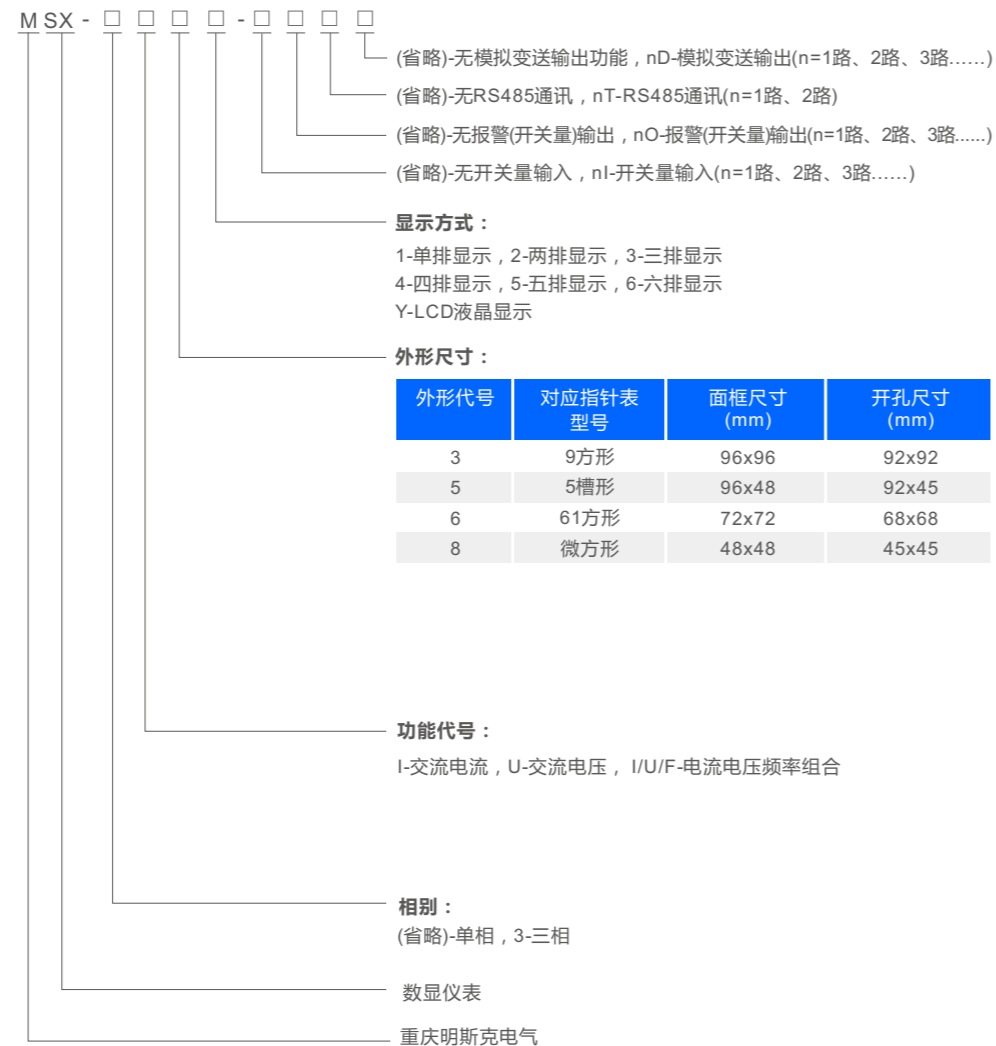 M SX - □ □ □ □ - □ □ □ □
(省略)-无模拟变送输出功能，nD-模拟变送输出(n=1路、2路、3路......)
(省略)-无RS485通讯，nT-RS485通讯(n=1路、2路)
(省略)-无报警(开关量)输出，nO-报警(开关量)输出(n=1路、2路、3路......)
(省略)-无开关量输入，nI-开关量输入(n=1路、2路、3路......)
显示方式：
1-单排显示，2-两排显示，3-三排显示
4-四排显示，5-五排显示，6-六排显示
Y-LCD液晶显示
外形尺寸：
外形代号 对应指针表型号 面框尺寸(mm) 开孔尺寸(mm)
3 9方形 96x96 92x92
5 5槽形 96x48 92x45
6 61方形 72x72 68x68
8 微方形 48x48 45x45
功能代号：
I-交流电流，U-交流电压， I/U/F-电流电压频率组合
相别：
(省略)-单相，3-三相
数显仪表
重庆明斯克电气